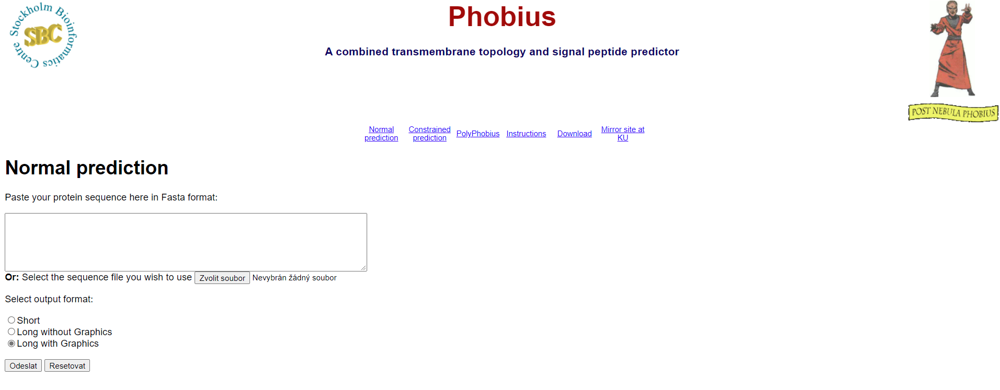 Stockholm Bioinformatics Centre
SBC
Phobius
A combined transmembrane topology and signal peptide predictor
POST NEBULA PHOBIUS
Normal prediction
Constrained prediction
PolyPhobius
Instructions
Download
Mirror site at KU
Normal prediction
Paste your protein sequence here in Fasta format:
Or: Select the sequence file you wish to use Zvolit soubor Nevybrán žádný soubor
Select output format:
Short
Long without Graphics
Long with Graphics
Odeslat Resetovat